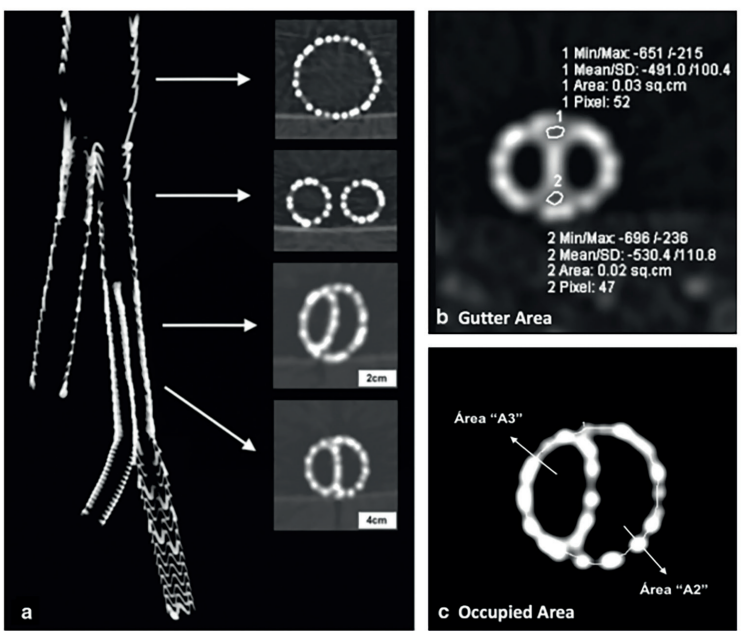 2cm
4cm
a
1 Min/Max: -651 /-215
1 Mean/SD: -491.0 /100.4
1 Area: 0.03 sq.cm
1 Pixel: 52
1
2
2 Min/Max: -696 /-236
2 Mean/SD: -530.4 /110.8
2 Area: 0.02 sq.cm
2 Pixel: 47
b Gutter Area
Área “A3”
Área “A2”
c Occupied Area